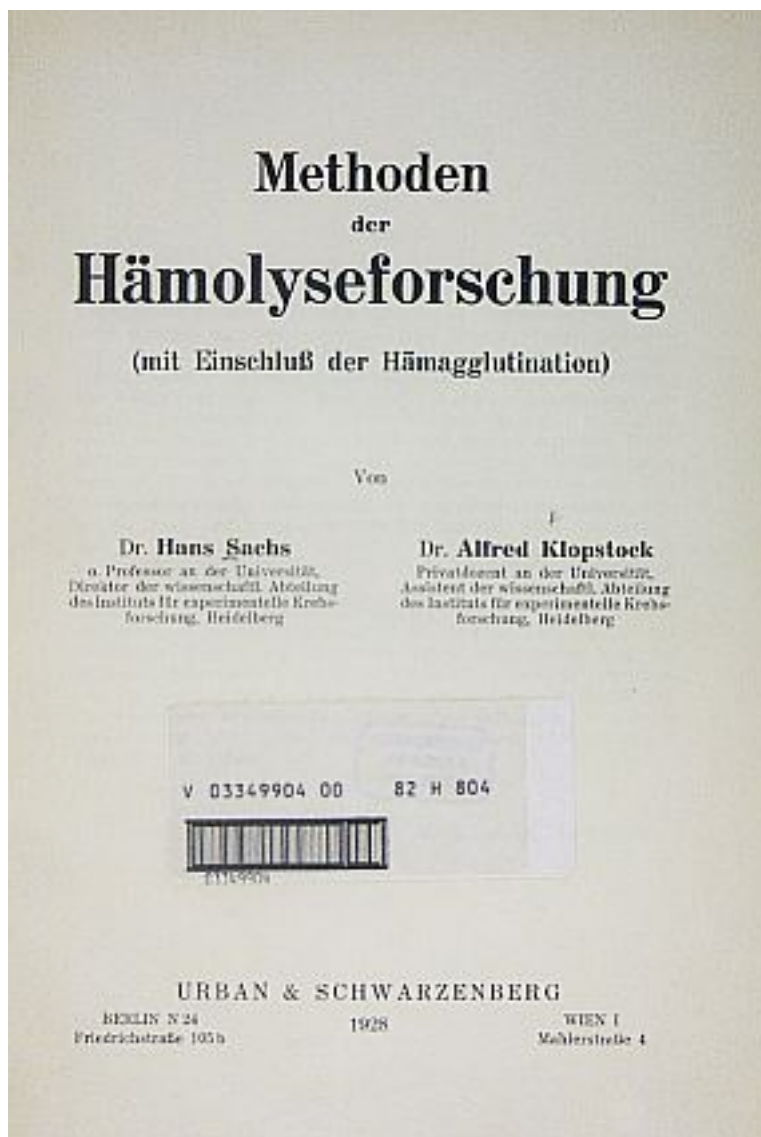 Methoden
der
Hämolyseforschung
(mit Einschluß der Hämagglutination)
Von
Dr. Hans Sachs
o. Professor an der Universität,
Direktor der wissenschaftl. Abteilung
des Instituts für experimentelle Krebs-
forschung, Heidelberg
Dr. Alfred Klopstock
Privatdozent an der Universität,
Assistent der wissenschaftl. Abteilung
des Instituts für experimentelle Krebs-
forschung, Heidelberg
V 03349904 00 82 H 804
03349904
URBAN & SCHWARZENBERG
BERLIN N 24
Friedrichstraße 105b
1928
WIEN I
Mahlerstraße 4